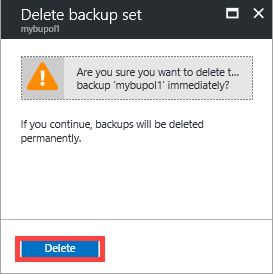 Delete backup set
mybupol1
Are you sure you want to delete t...
backup 'mybupol1' immediately?
If you continue, backups will be deleted
permanently.
Delete